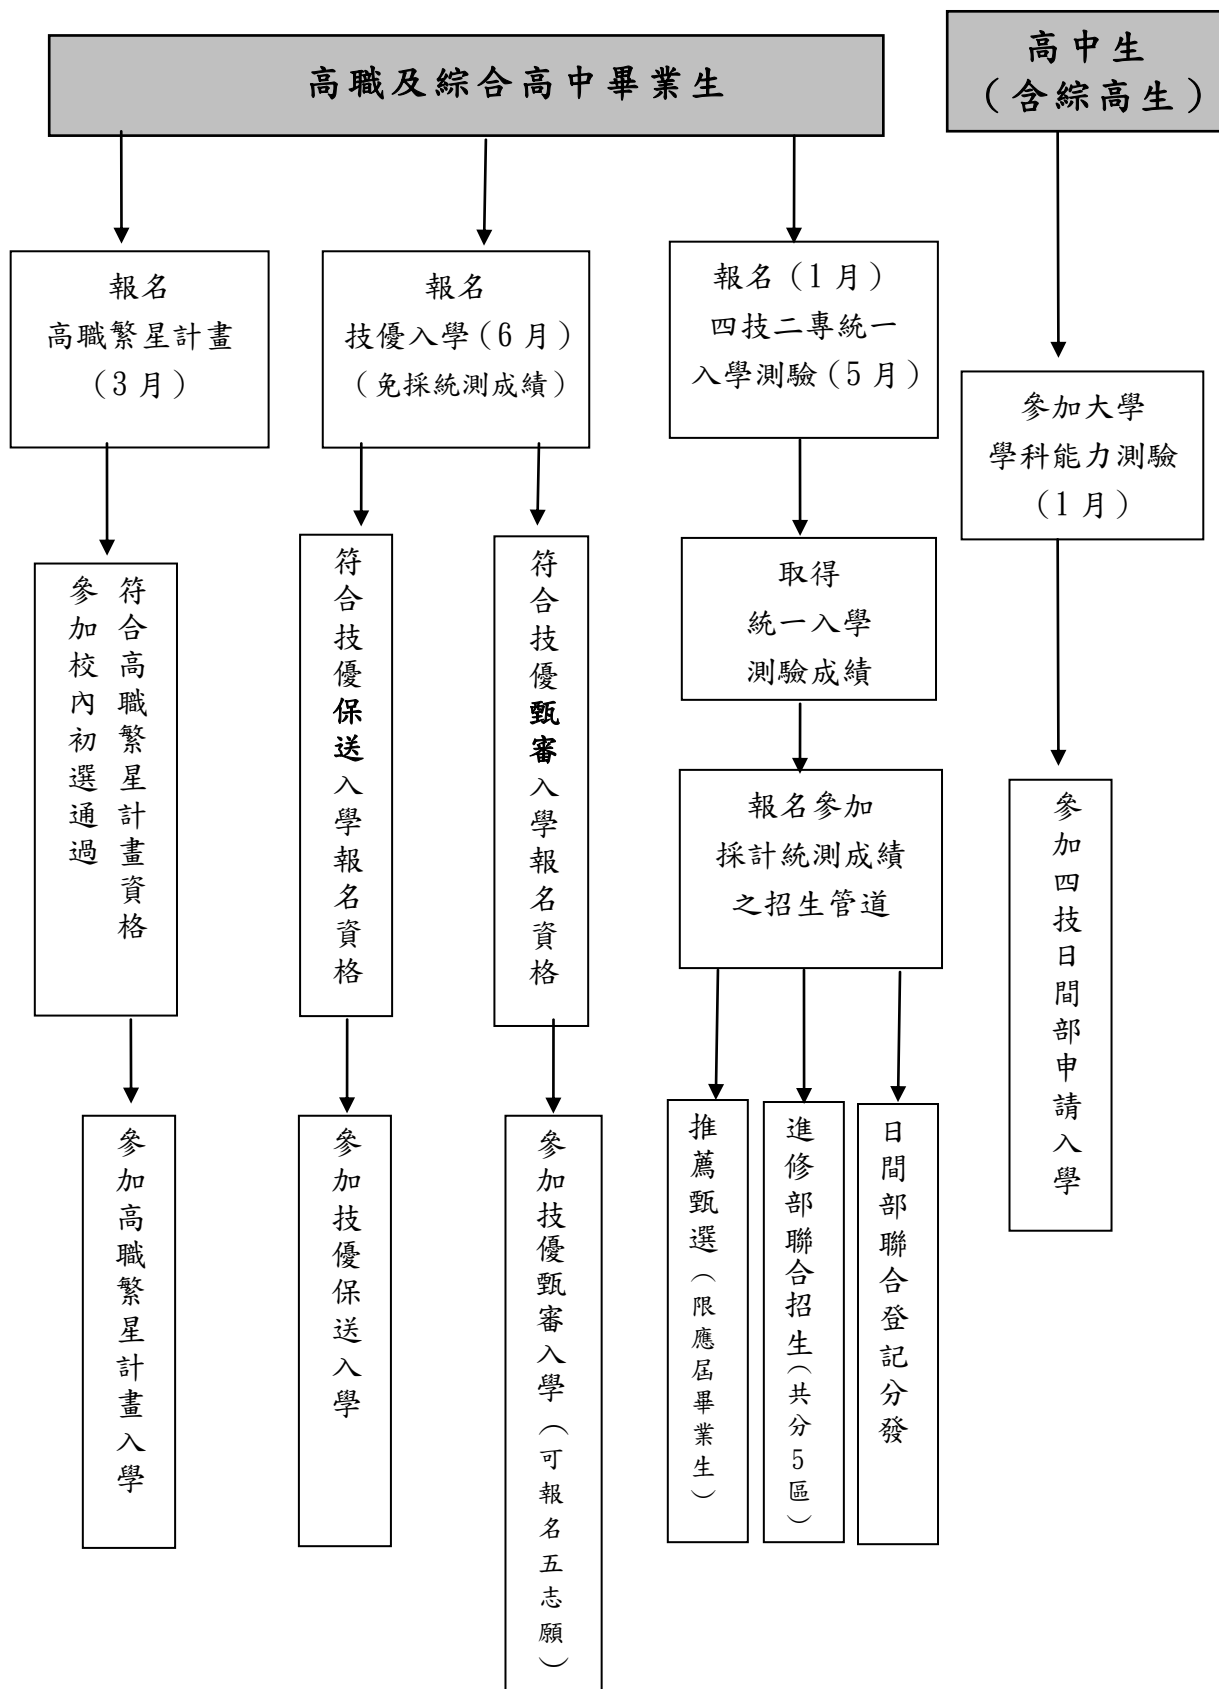 高職及綜合高中畢業生
高中生
（含綜高生）
報名
高職繁星計畫
（3 月）
報名
技優入學（6 月）
（免採統測成績）
報名（1 月）
四技二專統一
入學測驗（5 月）
參加大學
學科能力測驗
（1 月）
符合高職繁星計畫資格
參加校內初選通過
符合技優保送入學報名資格
符合技優甄審入學報名資格
取得
統一入學
測驗成績
報名參加
採計統測成績
之招生管道
參加四技日間部申請入學
參加高職繁星計畫入學
參加技優保送入學
參加技優甄審入學（可報名五志願）
推薦甄選（限應屆畢業生）
進修部聯合招生（共分5區）
日間部聯合登記分發